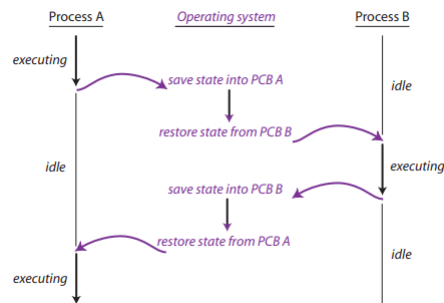 Process A
Operating system
Process B
executing
save state into PCB A
idle
restore state from PCB B
idle
executing
save state into PCB B
restore state from PCB A
idle
executing